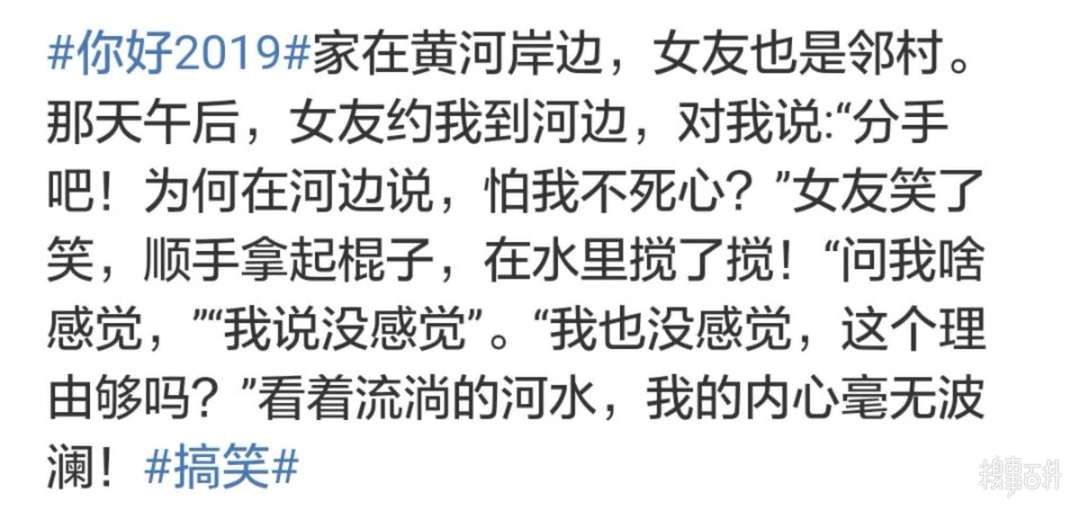 #你好2019#家在黄河岸边，女友也是邻村。
那天午后，女友约我到河边，对我说:“分手
吧！为何在河边说，怕我不死心？”女友笑了
笑，顺手拿起棍子，在水里搅了搅！“问我啥
感觉，”“我说没感觉”。“我也没感觉，这个理
由够吗？”看着流淌的河水，我的内心毫无波
澜！#搞笑#
糗事百科